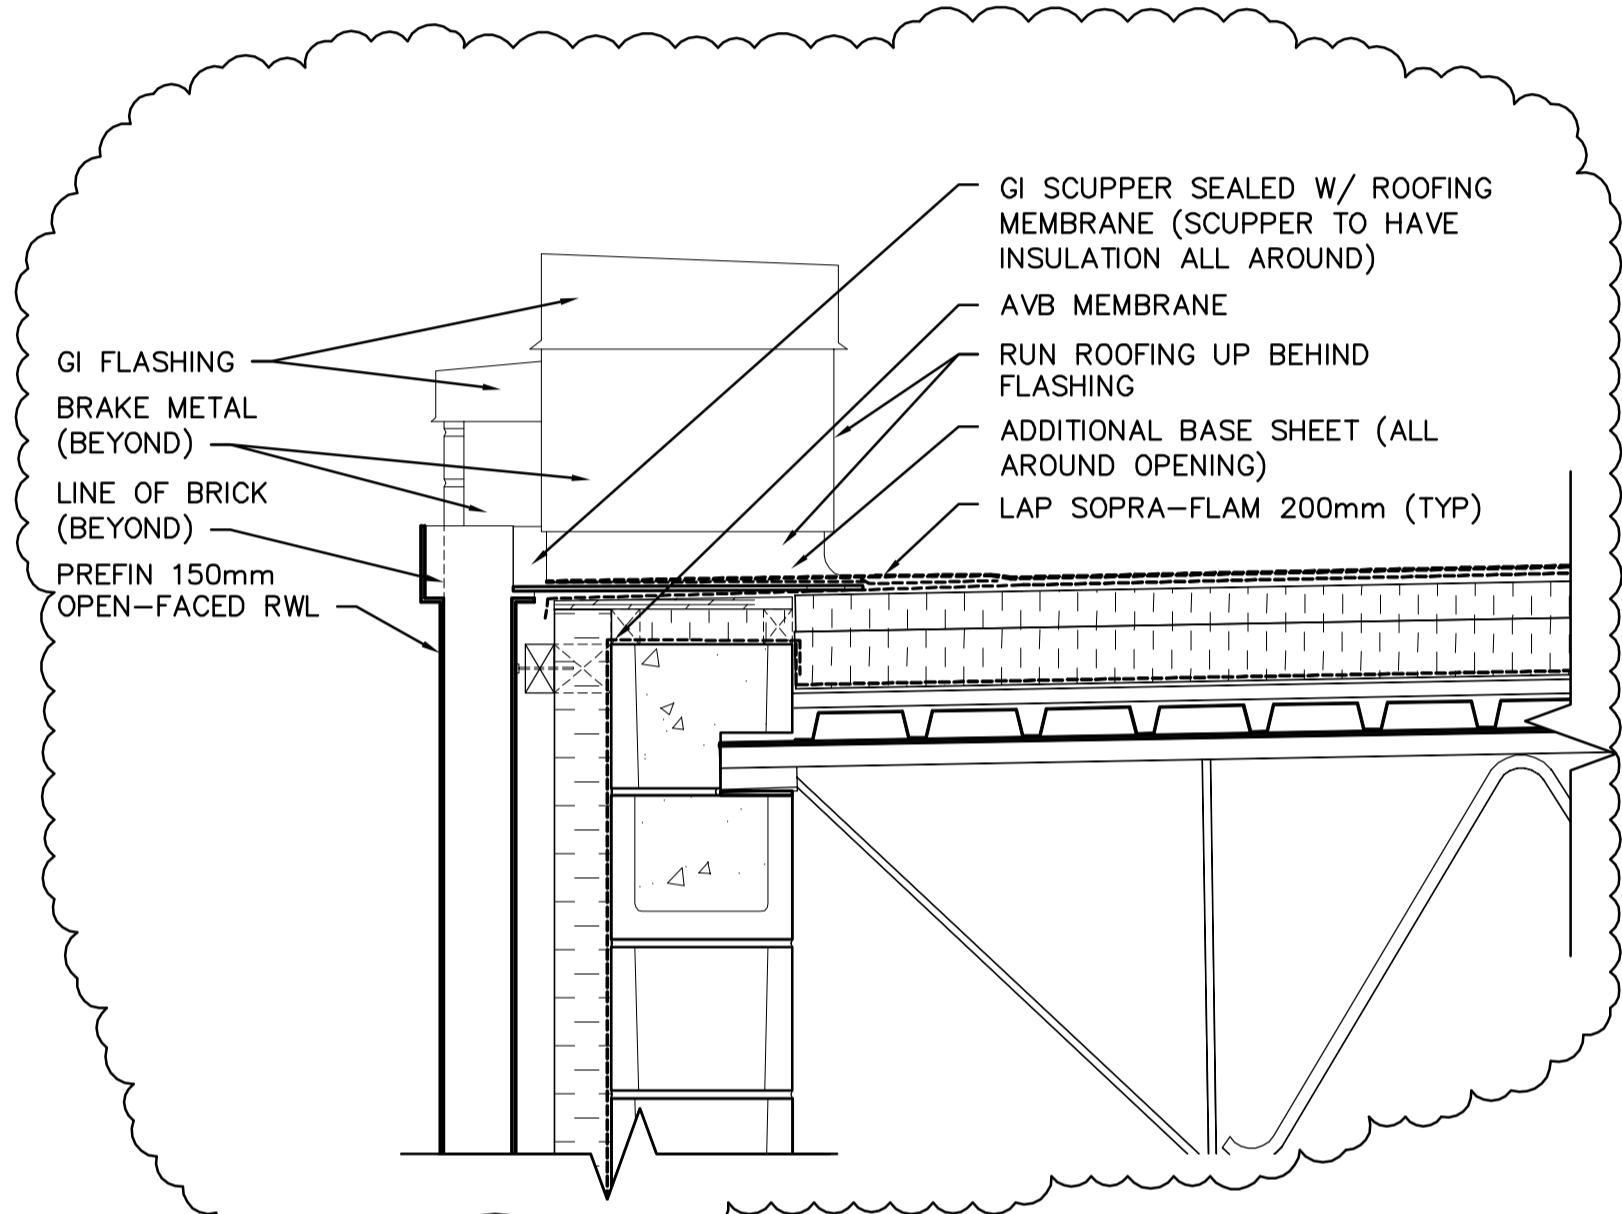 GI SCUPPER SEALED W/ ROOFING
MEMBRANE (SCUPPER TO HAVE
INSULATION ALL AROUND)
AVB MEMBRANE
RUN ROOFING UP BEHIND
FLASHING
ADDITIONAL BASE SHEET (ALL
AROUND OPENING)
LAP SOPRA-FLAM 200mm (TYP)
GI FLASHING
BRAKE METAL
(BEYOND)
LINE OF BRICK
(BEYOND)
PREFIN 150mm
OPEN-FACED RWL